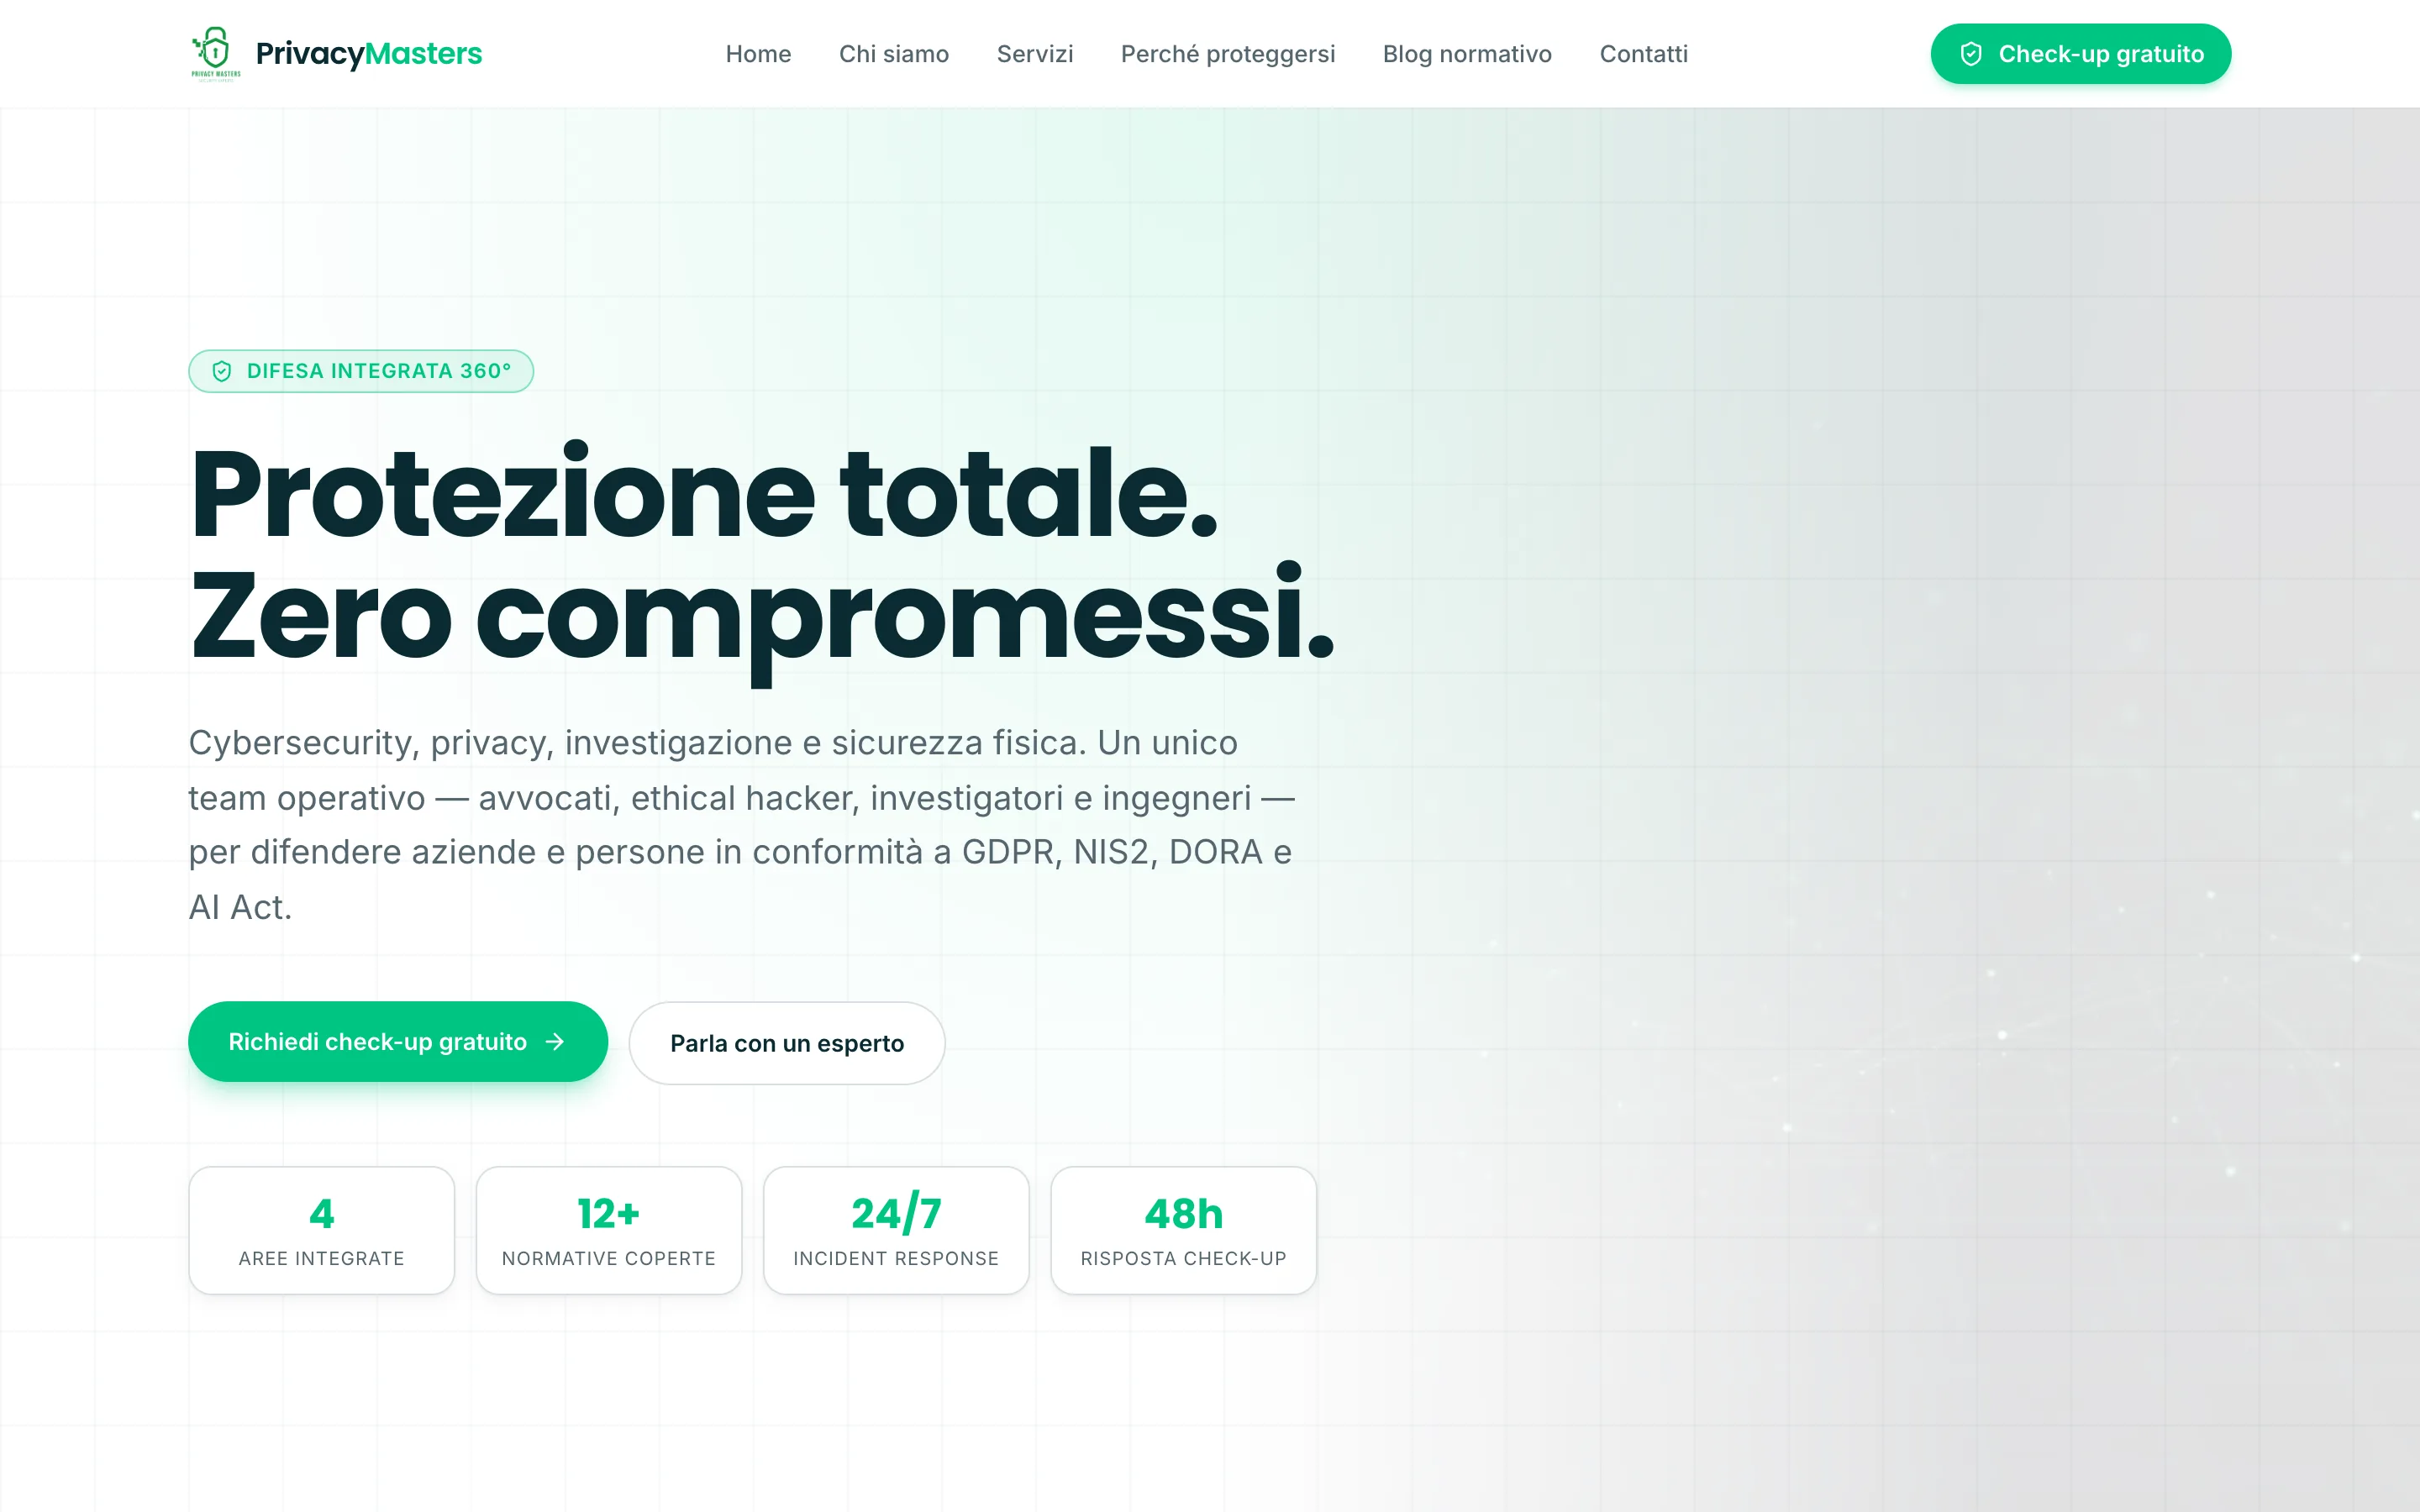 PRIVACY MASTERS
PrivacyMasters
Home
Chi siamo
Servizi
Perché proteggersi
Blog normativo
Contatti
Check-up gratuito
DIFESA INTEGRATA 360°
Protezione totale.
Zero compromessi.
Cybersecurity, privacy, investigazione e sicurezza fisica. Un unico
team operativo — avvocati, ethical hacker, investigatori e ingegneri —
per difendere aziende e persone in conformità a GDPR, NIS2, DORA e
AI Act.
Richiedi check-up gratuito
Parla con un esperto
4
AREE INTEGRATE
12+
NORMATIVE COPERTE
24/7
INCIDENT RESPONSE
48h
RISPOSTA CHECK-UP